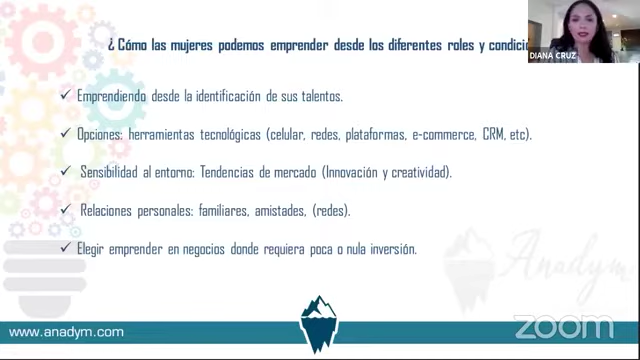 ¿ Cómo las mujeres podemos emprender desde los diferentes roles y condici
DIANA CRUZ
✓ Emprendiendo desde la identificación de sus talentos.
✓ Opciones: herramientas tecnológicas (celular, redes, plataformas, e-commerce, CRM, etc).
✓ Sensibilidad al entorno: Tendencias de mercado (Innovación y creatividad).
✓ Relaciones personales: familiares, amistades, (redes).
✓ Elegir emprender en negocios donde requiera poca o nula inversión.
Anadym
www.anadym.com
zoom